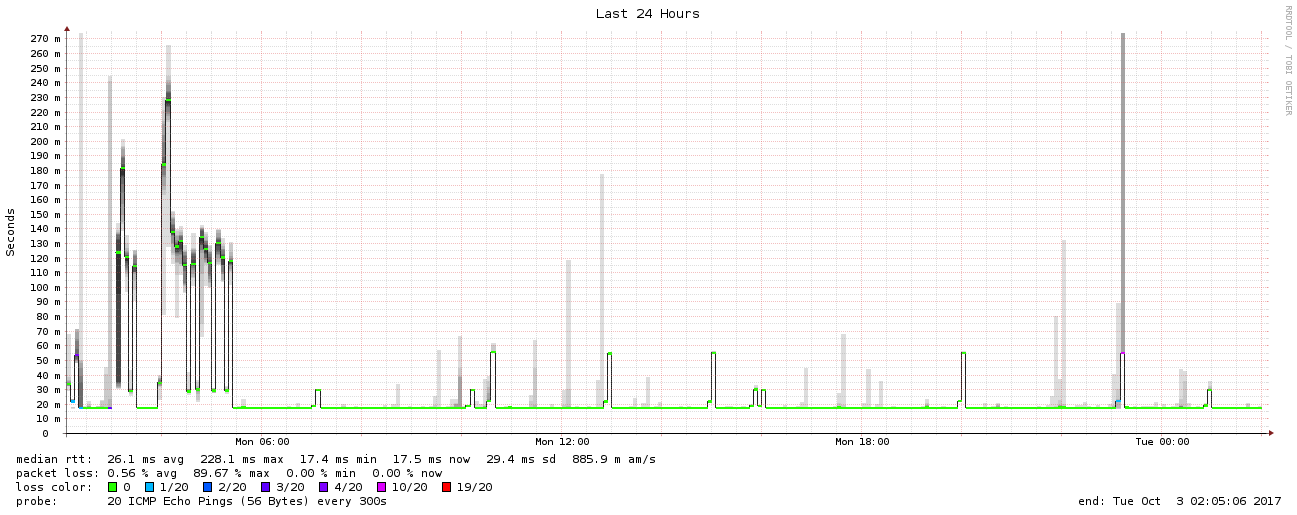 Last 24 Hours
RRDTOOL / TOBI OETIKER
Seconds
270 m
260 m
250 m
240 m
230 m
220 m
210 m
200 m
190 m
180 m
170 m
160 m
150 m
140 m
130 m
120 m
110 m
100 m
90 m
80 m
70 m
60 m
50 m
40 m
30 m
20 m
10 m
0
Mon 06:00 Mon 12:00 Mon 18:00 Tue 00:00
median rtt: 26.1 ms avg 228.1 ms max 17.4 ms min 17.5 ms now 29.4 ms sd 885.9 m am/s
packet loss: 0.56 % avg 89.67 % max 0.00 % min 0.00 % now
loss color: 0 1/20 2/20 3/20 4/20 10/20 19/20
probe: 20 ICMP Echo Pings (56 Bytes) every 300s end: Tue Oct 3 02:05:06 2017